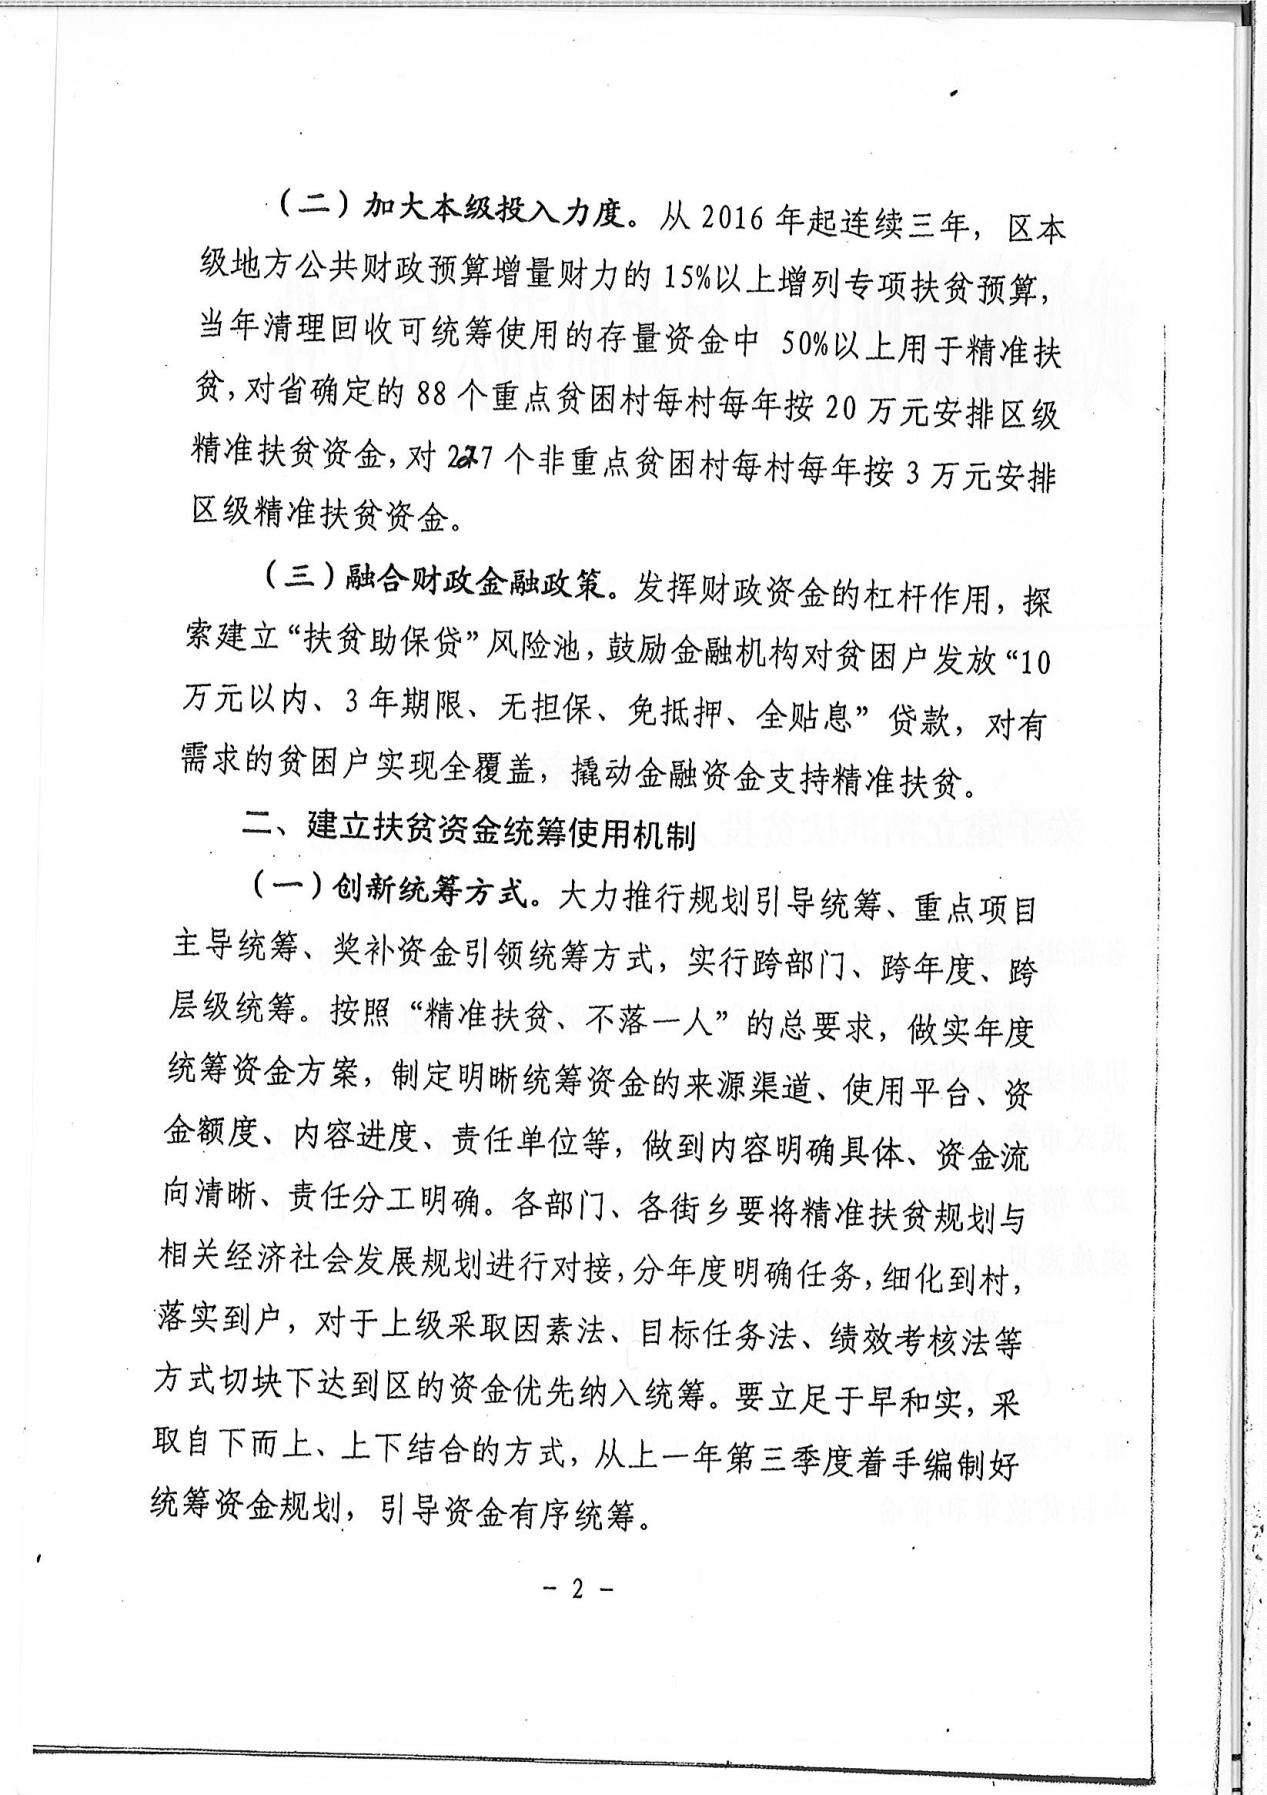 （二）加大本级投入力度。从 2016 年起连续三年，区本
级地方公共财政预算增量财力的 15%以上增列专项扶贫预算，
当年清理回收可统筹使用的存量资金中 50%以上用于精准扶
贫，对省确定的 88 个重点贫困村每村每年按 20 万元安排区级
精准扶贫资金，对 个非重点贫困村每村每年按 3 万元安排
区级精准扶贫资金。
（三）融合财政金融政策。发挥财政资金的杠杆作用，探
索建立“扶贫助保贷”风险池，鼓励金融机构对贫困户发放“10
万元以内、3 年期限、无担保、免抵押、全贴息”贷款，对有
需求的贫困户实现全覆盖，撬动金融资金支持精准扶贫。
二、建立扶贫资金统筹使用机制
（一）创新统筹方式。大力推行规划引导统筹、重点项目
主导统筹、奖补资金引领统筹方式，实行跨部门、跨年度、跨
层级统筹。按照“精准扶贫、不落一人”的总要求，做实年度
统筹资金方案，制定明晰统筹资金的来源渠道、使用平台、资
金额度、内容进度、责任单位等，做到内容明确具体、资金流
向清晰、责任分工明确。各部门、各街乡要将精准扶贫规划与
相关经济社会发展规划进行对接，分年度明确任务，细化到村，
落实到户，对于上级采取因素法、目标任务法、绩效考核法等
方式切块下达到区的资金优先纳入统筹。要立足于早和实，采
取自下而上、上下结合的方式，从上一年第三季度着手编制好
统筹资金规划，引导资金有序统筹。
- 2 -